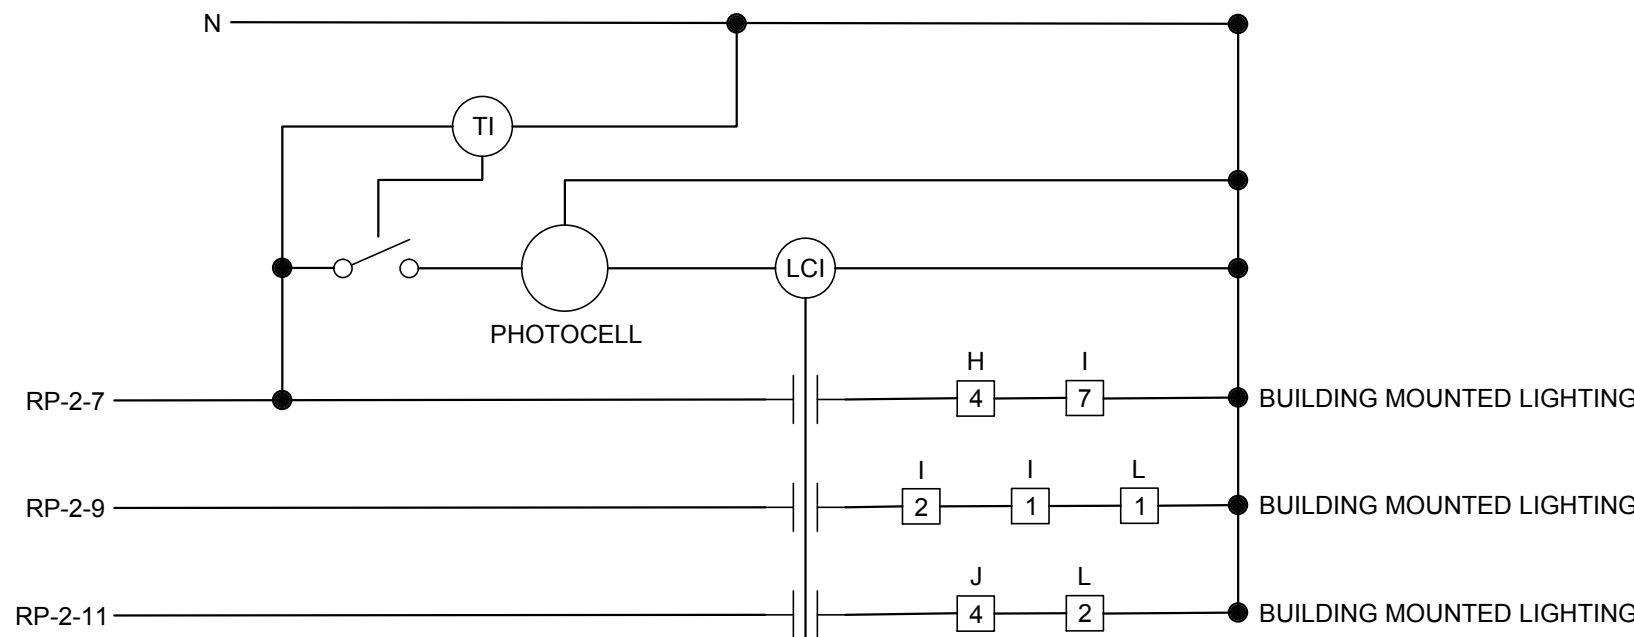 N
TI
LCI
PHOTOCELL
H I
RP-2-7 4 7 BUILDING MOUNTED LIGHTING
I I L
RP-2-9 2 1 1 BUILDING MOUNTED LIGHTING
J L
RP-2-11 4 2 BUILDING MOUNTED LIGHTING